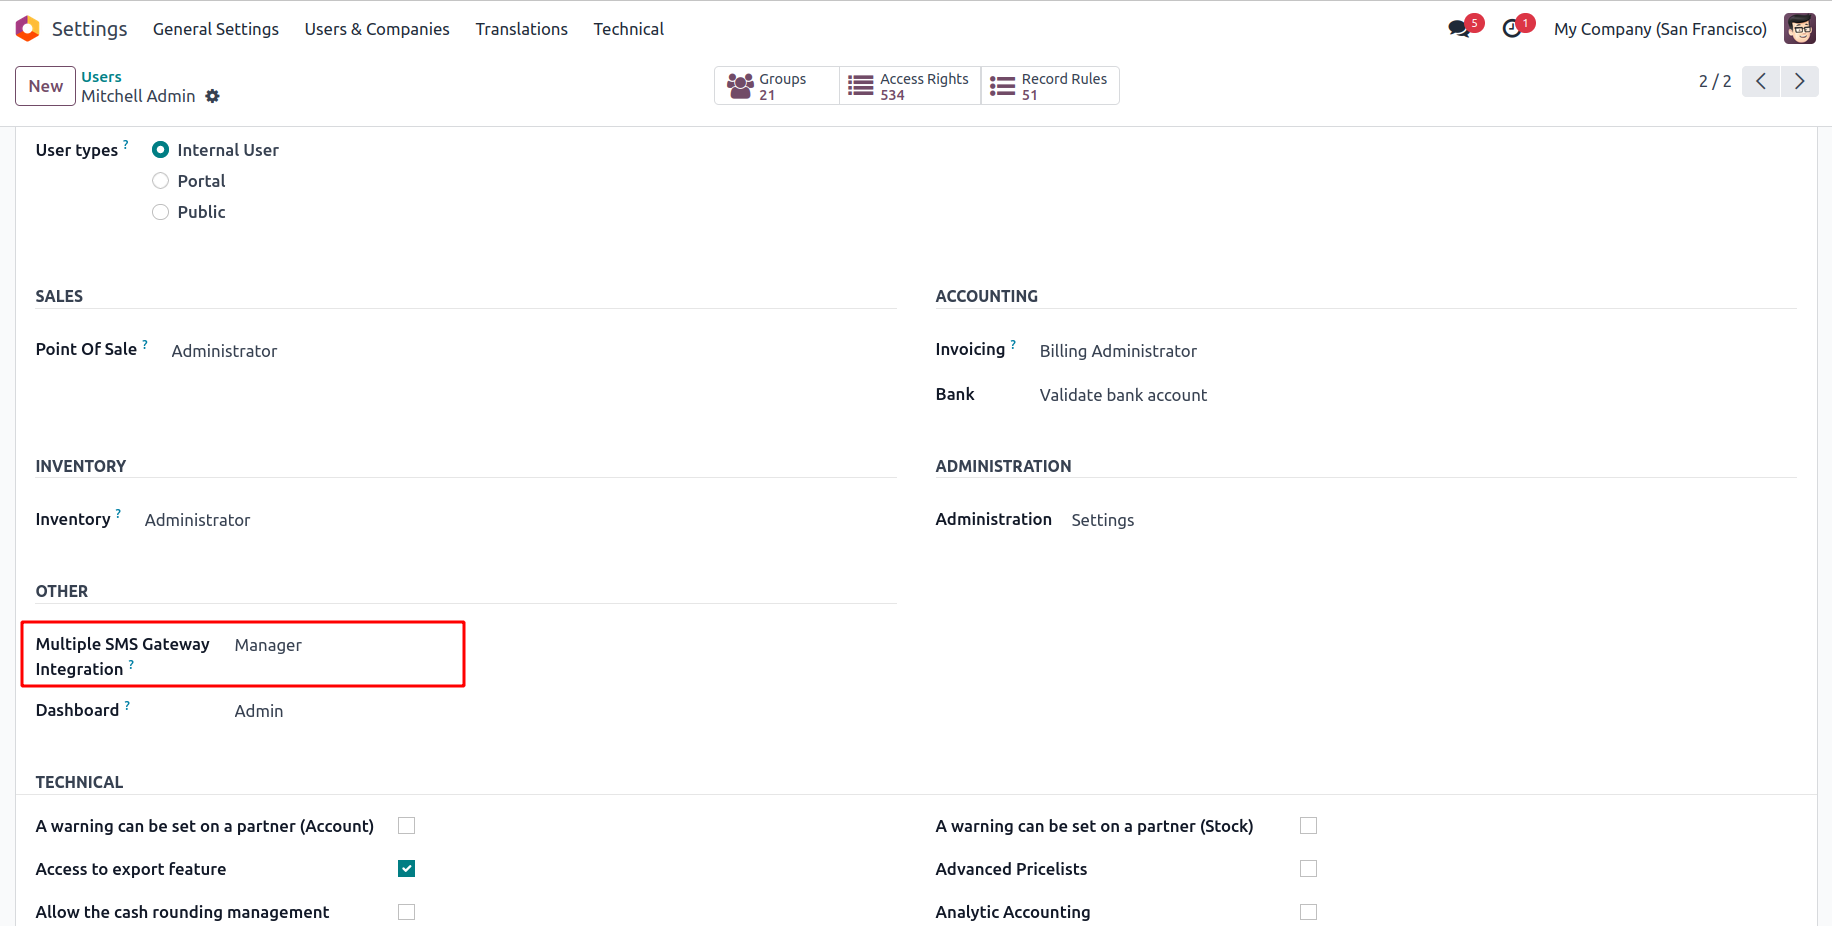 Settings General Settings Users & Companies Translations Technical 5 1 My Company (San Francisco)
New Users Groups Access Rights Record Rules 2 / 2
Mitchell Admin 21 534 51
User types ? Internal User
Portal
Public
SALES
Point Of Sale ? Administrator
ACCOUNTING
Invoicing ? Billing Administrator
Bank Validate bank account
INVENTORY
Inventory ? Administrator
ADMINISTRATION
Administration Settings
OTHER
Multiple SMS Gateway Manager
Integration ?
Dashboard ? Admin
TECHNICAL
A warning can be set on a partner (Account) A warning can be set on a partner (Stock)
Access to export feature Advanced Pricelists
Allow the cash rounding management Analytic Accounting